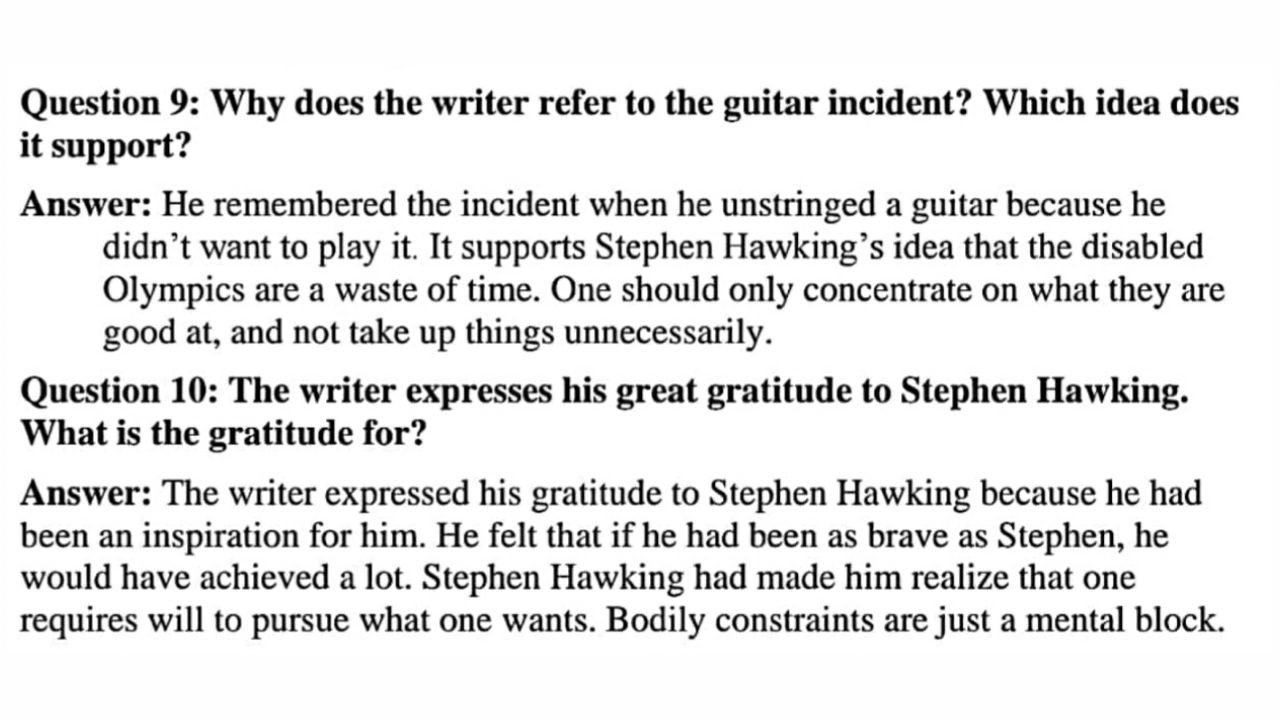 Question 9: Why does the writer refer to the guitar incident? Which idea does
it support?
Answer: He remembered the incident when he unstringed a guitar because he
didn’t want to play it. It supports Stephen Hawking’s idea that the disabled
Olympics are a waste of time. One should only concentrate on what they are
good at, and not take up things unnecessarily.
Question 10: The writer expresses his great gratitude to Stephen Hawking.
What is the gratitude for?
Answer: The writer expressed his gratitude to Stephen Hawking because he had
been an inspiration for him. He felt that if he had been as brave as Stephen, he
would have achieved a lot. Stephen Hawking had made him realize that one
requires will to pursue what one wants. Bodily constraints are just a mental block.